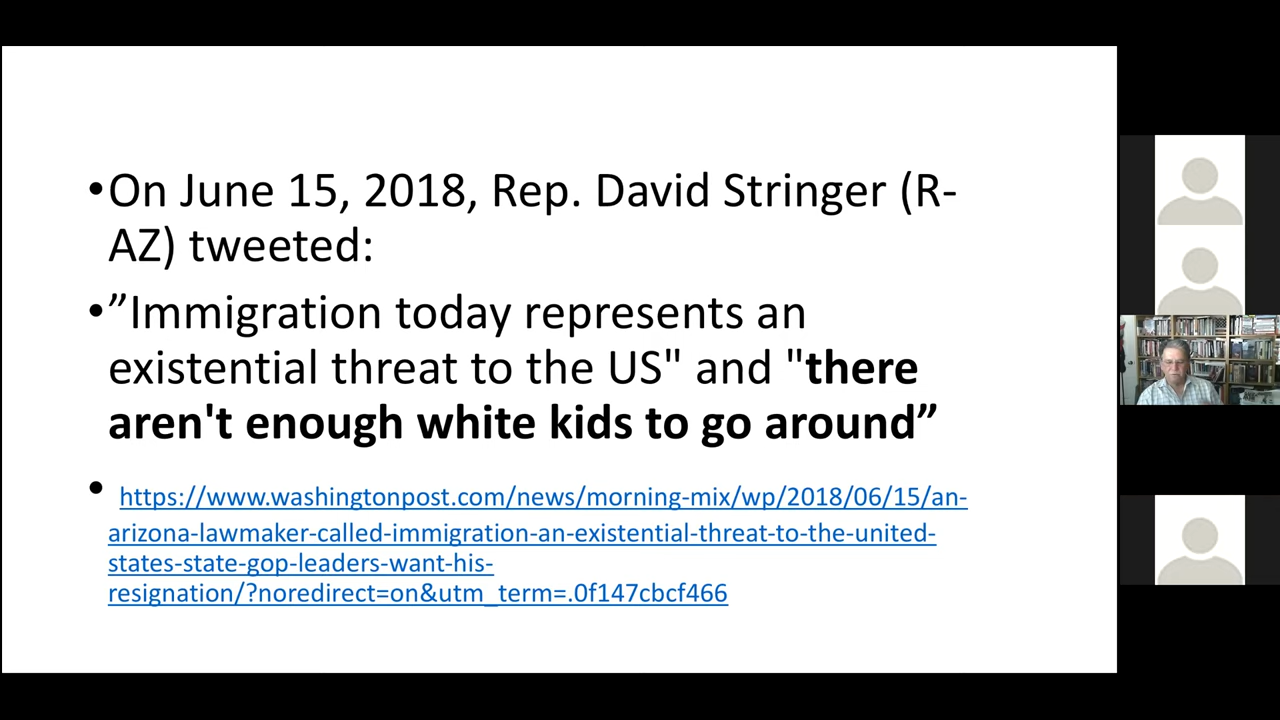 •On June 15, 2018, Rep. David Stringer (R-
AZ) tweeted:
•”Immigration today represents an
existential threat to the US" and "there
aren't enough white kids to go around”
• https://www.washingtonpost.com/news/morning-mix/wp/2018/06/15/an-
arizona-lawmaker-called-immigration-an-existential-threat-to-the-united-
states-state-gop-leaders-want-his-
resignation/?noredirect=on&utm_term=.0f147cbcf466